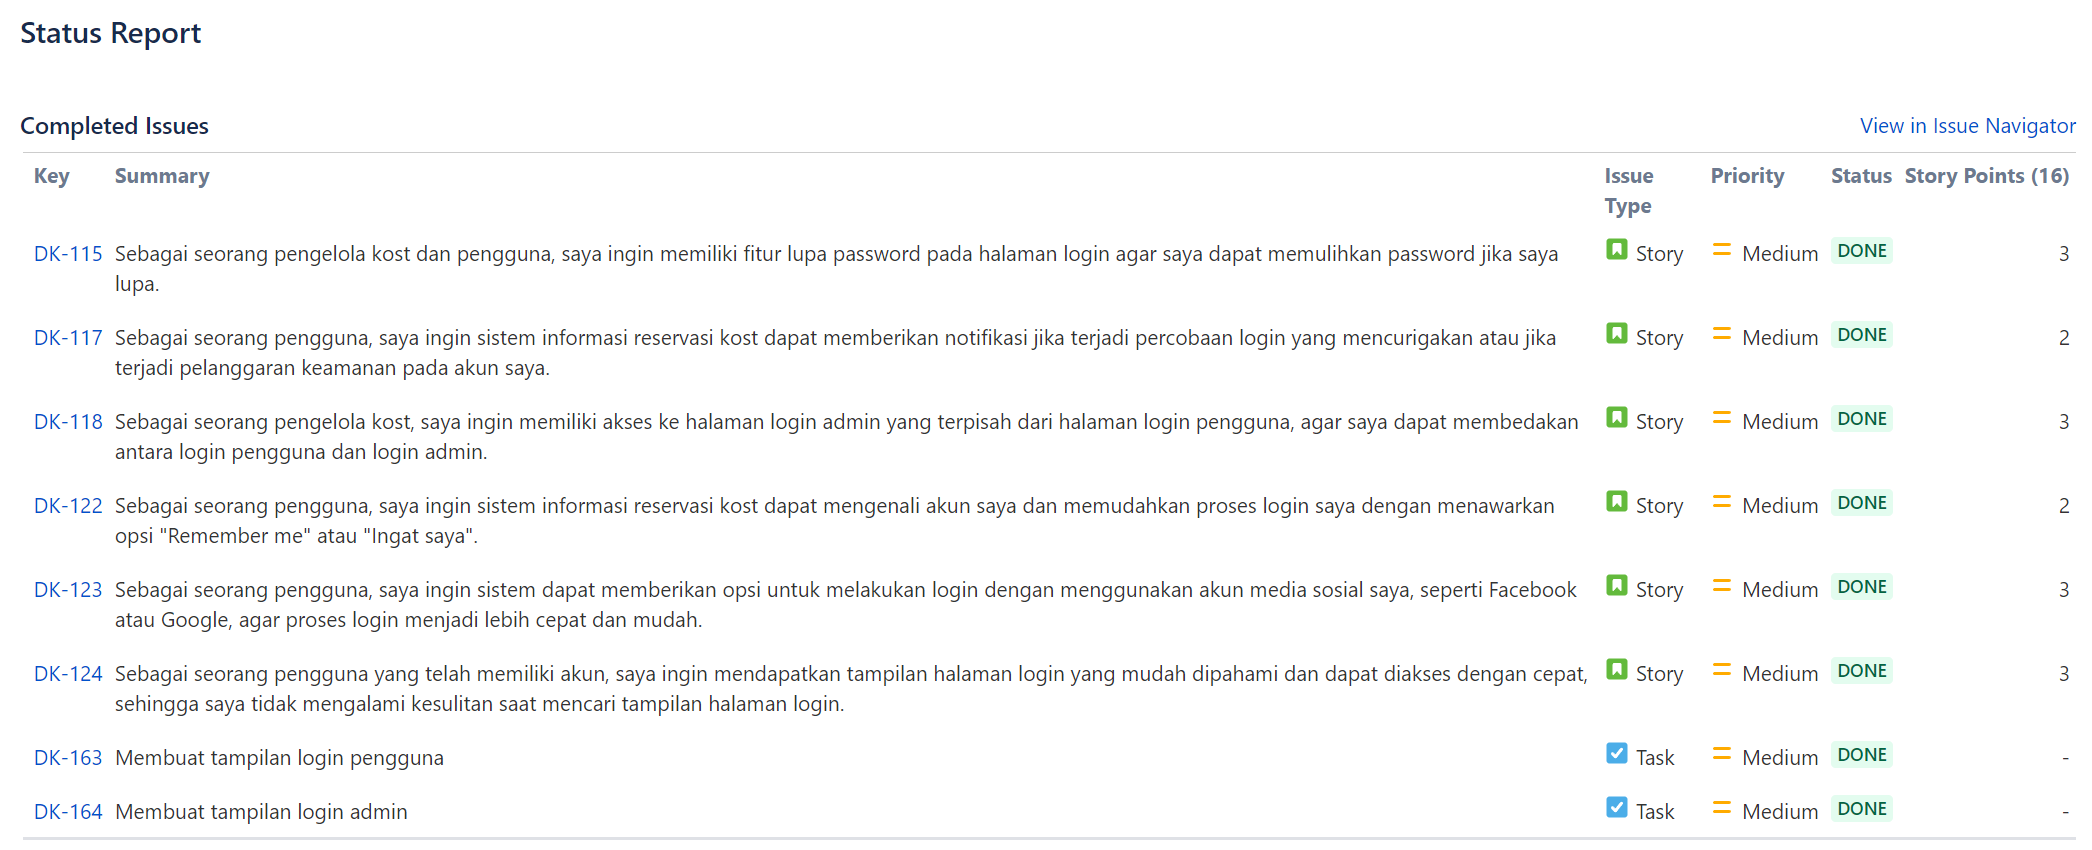 Status Report
Completed Issues
View in Issue Navigator
Key Summary Issue Type Priority Status Story Points (16)
DK-115 Sebagai seorang pengelola kost dan pengguna, saya ingin memiliki fitur lupa password pada halaman login agar saya dapat memulihkan password jika saya Story Medium DONE 3
lupa.
DK-117 Sebagai seorang pengguna, saya ingin sistem informasi reservasi kost dapat memberikan notifikasi jika terjadi percobaan login yang mencurigakan atau jika Story Medium DONE 2
terjadi pelanggaran keamanan pada akun saya.
DK-118 Sebagai seorang pengelola kost, saya ingin memiliki akses ke halaman login admin yang terpisah dari halaman login pengguna, agar saya dapat membedakan Story Medium DONE 3
antara login pengguna dan login admin.
DK-122 Sebagai seorang pengguna, saya ingin sistem informasi reservasi kost dapat mengenali akun saya dan memudahkan proses login saya dengan menawarkan Story Medium DONE 2
opsi "Remember me" atau "Ingat saya".
DK-123 Sebagai seorang pengguna, saya ingin sistem dapat memberikan opsi untuk melakukan login dengan menggunakan akun media sosial saya, seperti Facebook Story Medium DONE 3
atau Google, agar proses login menjadi lebih cepat dan mudah.
DK-124 Sebagai seorang pengguna yang telah memiliki akun, saya ingin mendapatkan tampilan halaman login yang mudah dipahami dan dapat diakses dengan cepat, Story Medium DONE 3
sehingga saya tidak mengalami kesulitan saat mencari tampilan halaman login.
DK-163 Membuat tampilan login pengguna Task Medium DONE -
DK-164 Membuat tampilan login admin Task Medium DONE -